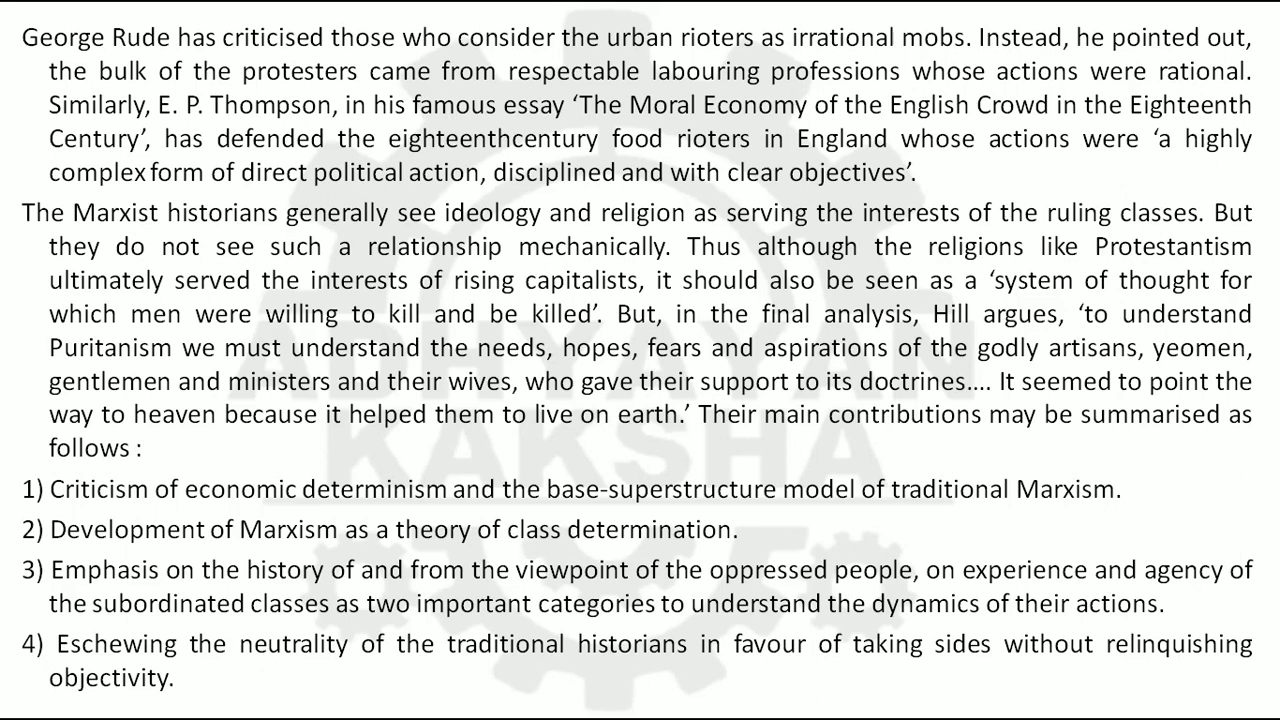 George Rude has criticised those who consider the urban rioters as irrational mobs. Instead, he pointed out,
the bulk of the protesters came from respectable labouring professions whose actions were rational.
Similarly, E. P. Thompson, in his famous essay ‘The Moral Economy of the English Crowd in the Eighteenth
Century’, has defended the eighteenthcentury food rioters in England whose actions were ‘a highly
complex form of direct political action, disciplined and with clear objectives’.
The Marxist historians generally see ideology and religion as serving the interests of the ruling classes. But
they do not see such a relationship mechanically. Thus although the religions like Protestantism
ultimately served the interests of rising capitalists, it should also be seen as a ‘system of thought for
which men were willing to kill and be killed’. But, in the final analysis, Hill argues, ‘to understand
Puritanism we must understand the needs, hopes, fears and aspirations of the godly artisans, yeomen,
gentlemen and ministers and their wives, who gave their support to its doctrines.... It seemed to point the
way to heaven because it helped them to live on earth.’ Their main contributions may be summarised as
follows :
1) Criticism of economic determinism and the base-superstructure model of traditional Marxism.
2) Development of Marxism as a theory of class determination.
3) Emphasis on the history of and from the viewpoint of the oppressed people, on experience and agency of
the subordinated classes as two important categories to understand the dynamics of their actions.
4) Eschewing the neutrality of the traditional historians in favour of taking sides without relinquishing
objectivity.
ADHYAYAN
KAKSHA